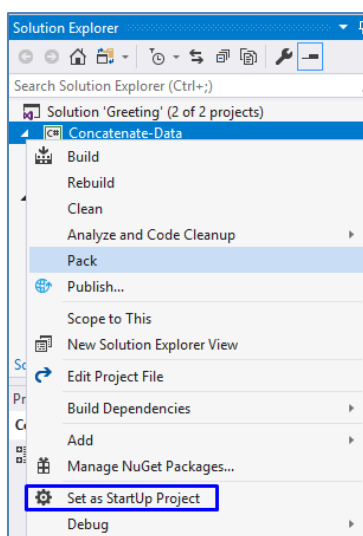 Solution Explorer
Search Solution Explorer (Ctrl+;)
Solution 'Greeting' (2 of 2 projects)
C# Concatenate-Data
Build
Rebuild
Clean
Analyze and Code Cleanup
Pack
Publish...
Scope to This
New Solution Explorer View
Edit Project File
Build Dependencies
Add
Manage NuGet Packages...
Set as StartUp Project
Debug